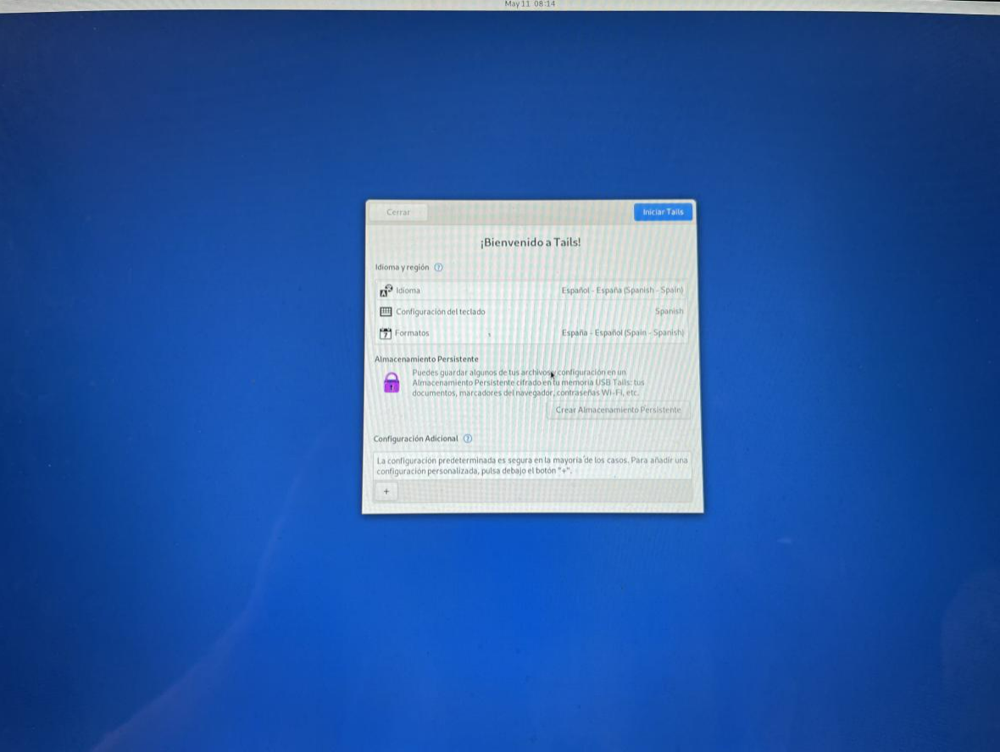 May 11 08:14
Cerrar
Iniciar Tails
¡Bienvenido a Tails!
Idioma y región ?
Idioma Español - España (Spanish - Spain)
Configuración del teclado Spanish
Formatos España - Español (Spain - Spanish)
Almacenamiento Persistente
Puedes guardar algunos de tus archivos y configuración en un
Almacenamiento Persistente cifrado en tu memoria USB Tails: tus
documentos, marcadores del navegador, contraseñas Wi-Fi, etc.
Crear Almacenamiento Persistente
Configuración Adicional ?
La configuración predeterminada es segura en la mayoría de los casos. Para añadir una
configuración personalizada, pulsa debajo el botón "+".
+